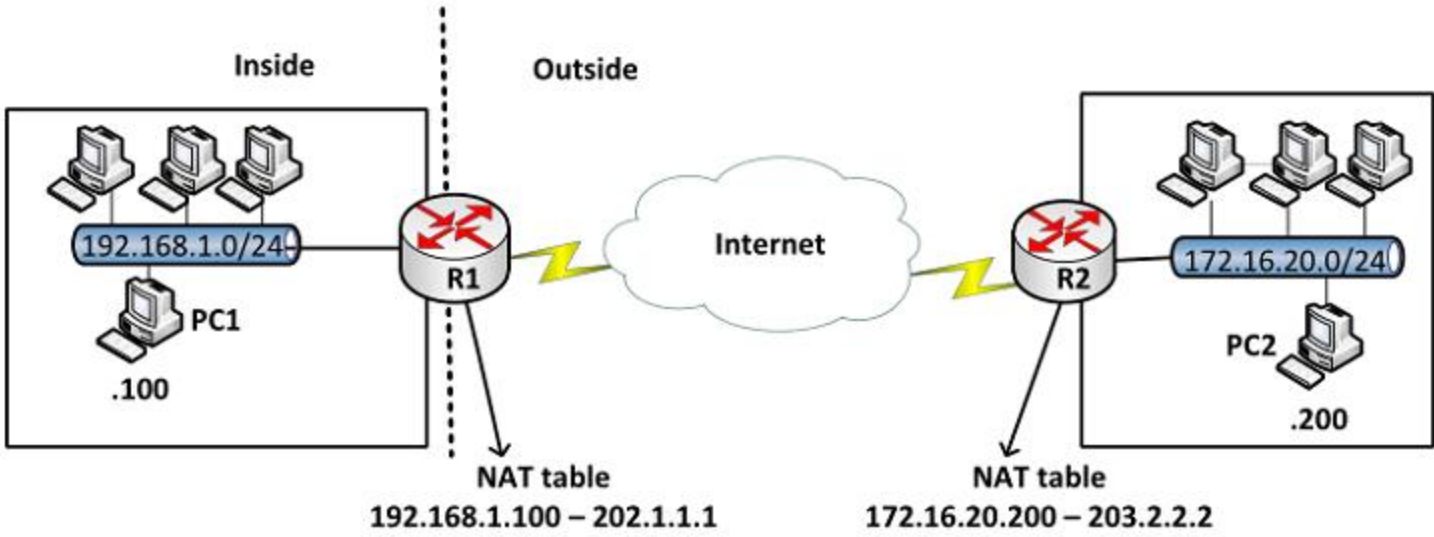 Inside
Outside
192.168.1.0/24
R1
Internet
R2
172.16.20.0/24
PC1
.100
PC2
.200
NAT table
192.168.1.100 – 202.1.1.1
NAT table
172.16.20.200 – 203.2.2.2